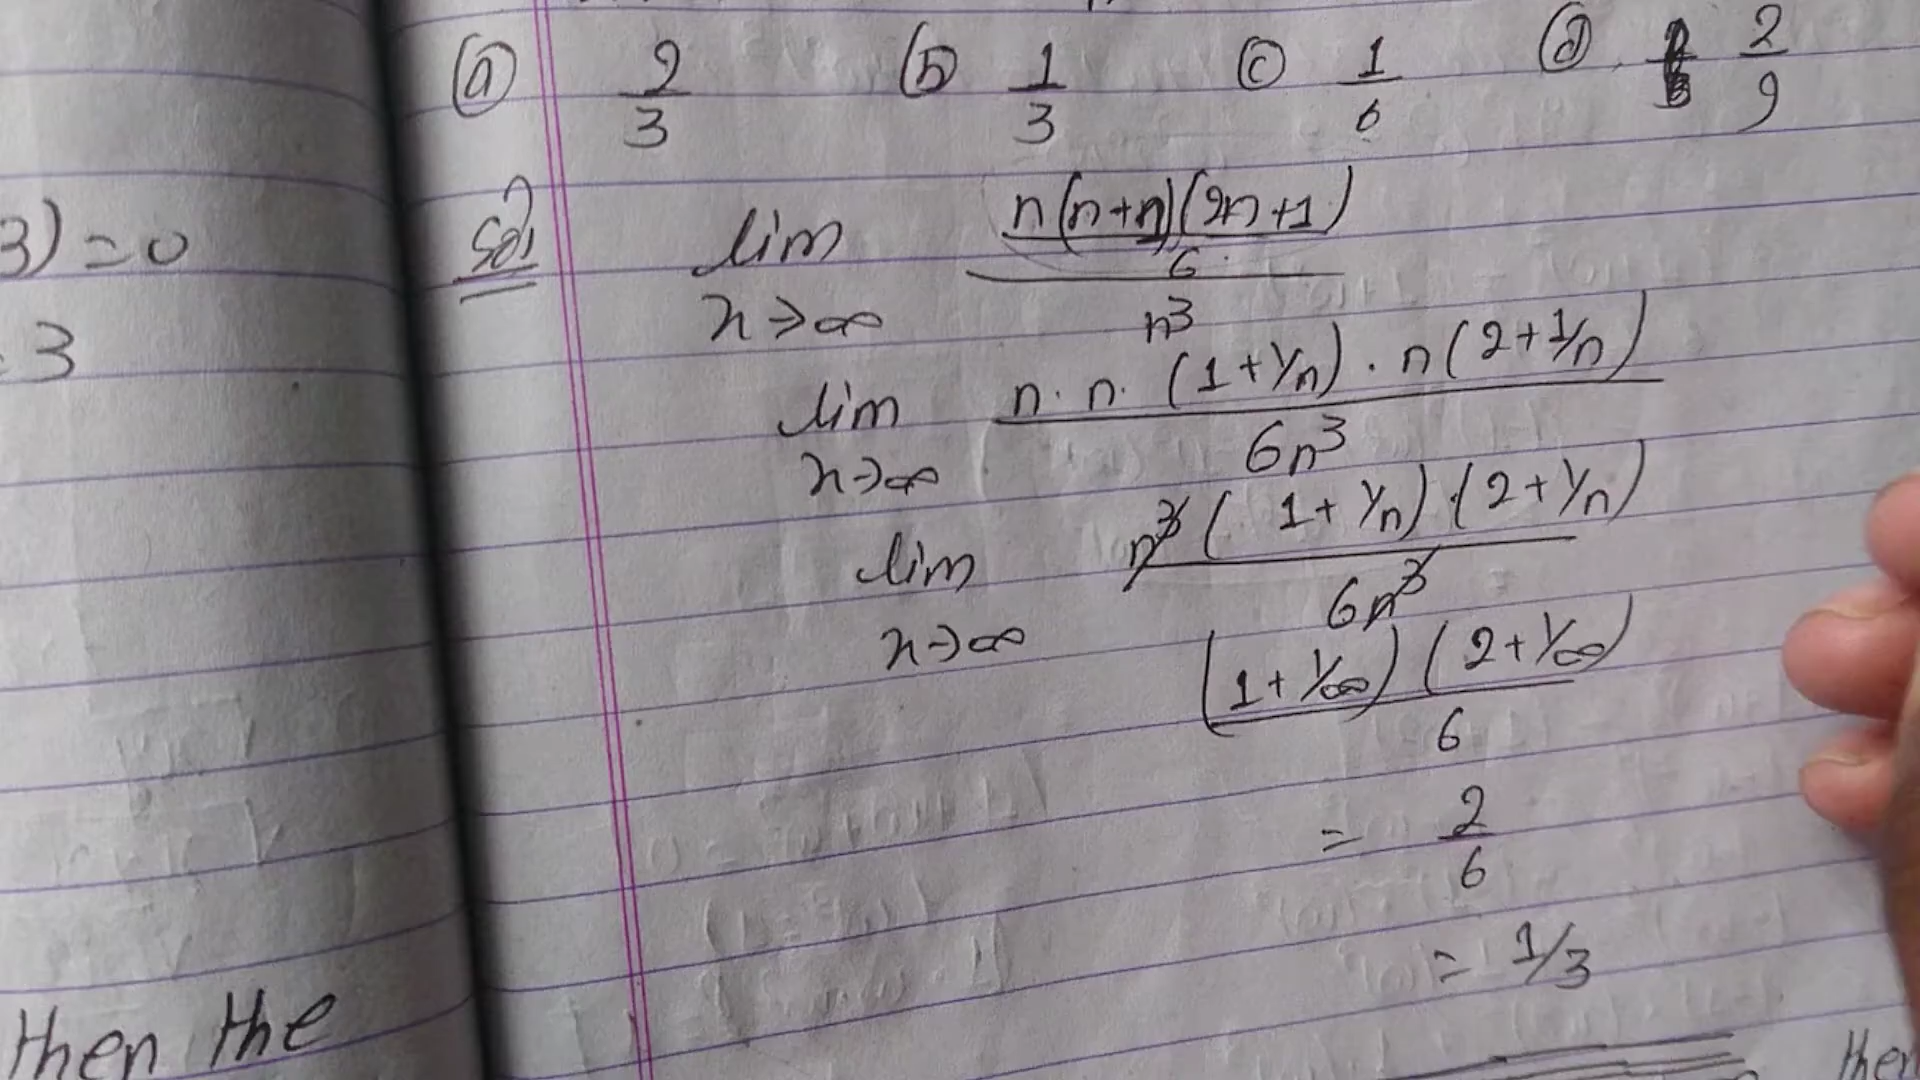 (a) 2/3 (b) 1/3 (c) 1/6 (d) 2/9
3) = 0
3
Sol
lim n→∞ (n(n+n)(2n+1)/6)/n³
lim n→∞ n·n·(1+1/n)·n(2+1/n)/6n³
lim n→∞ n³(1+1/n)·(2+1/n)/6n³
(1+1/∞)(2+1/∞)/6
= 2/6
= 1/3
then the
then